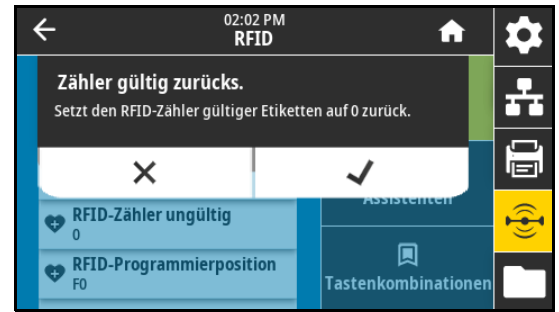 02:02 PM
RFID
Zähler gültig zurücks.
Setzt den RFID-Zähler gültiger Etiketten auf 0 zurück.
Assistenten
RFID-Zähler ungültig
0
RFID-Programmierposition
F0
Tastenkombinationen